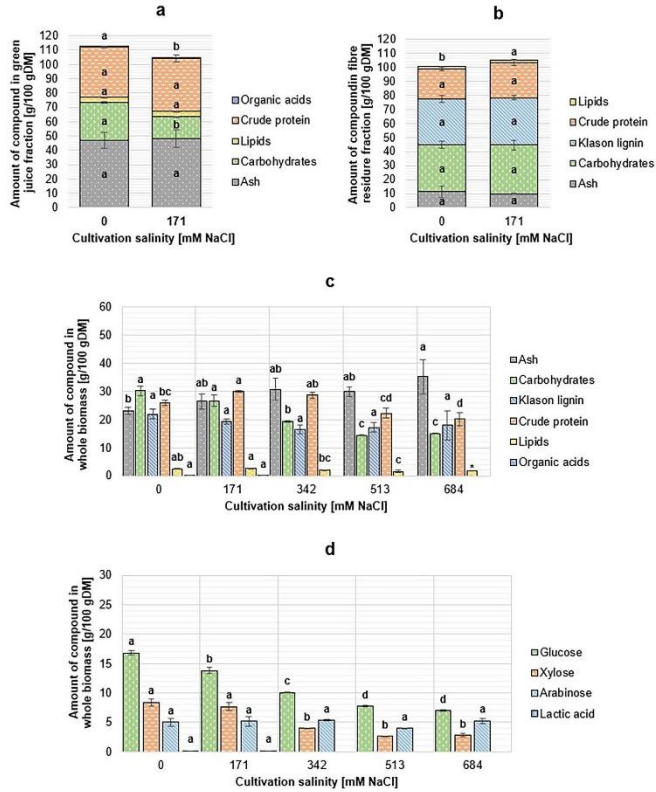 a
Amount of compound in green
juice fraction [g/100 gDM]
120
110
100
90
80
70
60
50
40
30
20
10
0
a
b
a
a
a
a
a
b
a
a
0
171
Cultivation salinity [mM NaCl]
Organic acids
Crude protein
Lipids
Carbohydrates
Ash
b
Amount of compoundin fibre
residure fraction [g/100 gDM]
120
110
100
90
80
70
60
50
40
30
20
10
0
b
a
a
a
a
a
a
a
a
a
0
171
Cultivation salinity [mM NaCl]
Lipids
Crude protein
Klason lignin
Carbohydrates
Ash
c
Amount of compound in
whole biomass [g/100 gDM]
60
50
40
30
20
10
0
b
a
a
bc
ab
a
ab
ab
a
a
a
a
ab
b
a
ab
bc
ab
c
a
cd
c
a
c
a
d
*
0
171
342
513
684
Cultivation salinity [mM NaCl]
Ash
Carbohydrates
Klason lignin
Crude protein
Lipids
Organic acids
d
Amount of compound in
whole biomass [g/100 gDM]
30
25
20
15
10
5
0
a
a
a
a
b
a
a
a
c
b
a
d
b
a
d
b
a
0
171
342
513
684
Cultivation salinity [mM NaCl]
Glucose
Xylose
Arabinose
Lactic acid